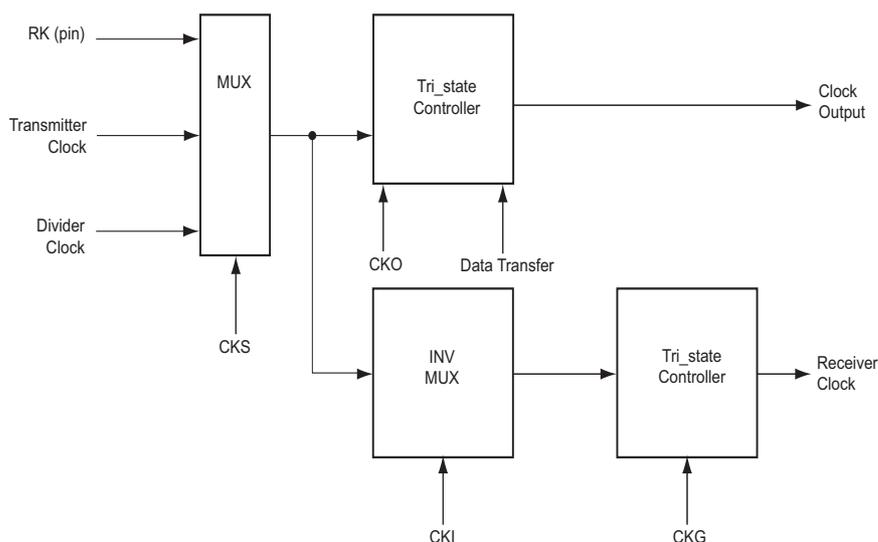 RK (pin)
MUX
Tri_state
Controller
Clock
Output
Transmitter
Clock
Divider
Clock
CKO
Data Transfer
CKS
INV
MUX
Tri_state
Controller
Receiver
Clock
CKI
CKG